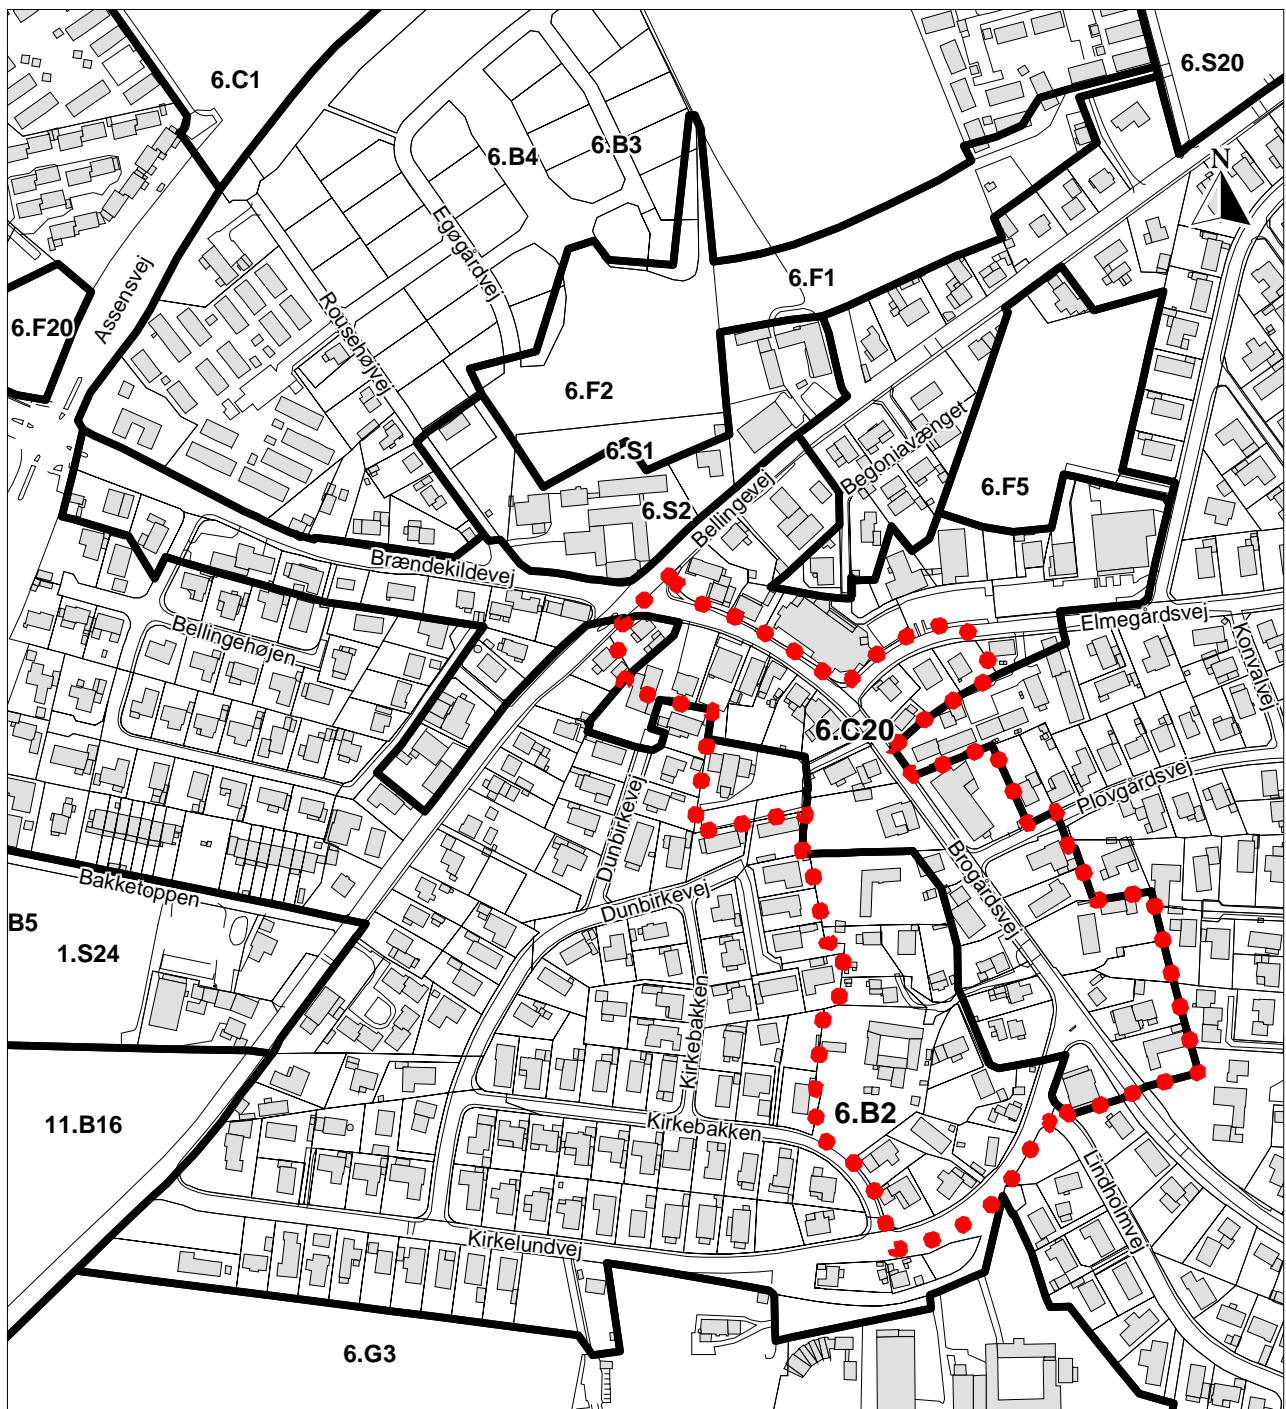 6.C1
6.S20
6.B3
6.B4
N
Egøgårdvej
6.F1
Assensvej
6.F20
Rousehøjvej
6.F2
Begoniavænget
6.S1
6.F5
6.S2
Bellingevej
Brændekildevej
Elmegårdsvej
Bellingehøjen
Konvalvej
6.C20
Plovgårdsvej
Dunbirkevej
Bakketoppen
Dunbirkevej
Brogårdsvej
B5
1.S24
Kirkebakken
11.B16
6.B2
Kirkebakken
Lindholmvej
Kirkelundvej
6.G3